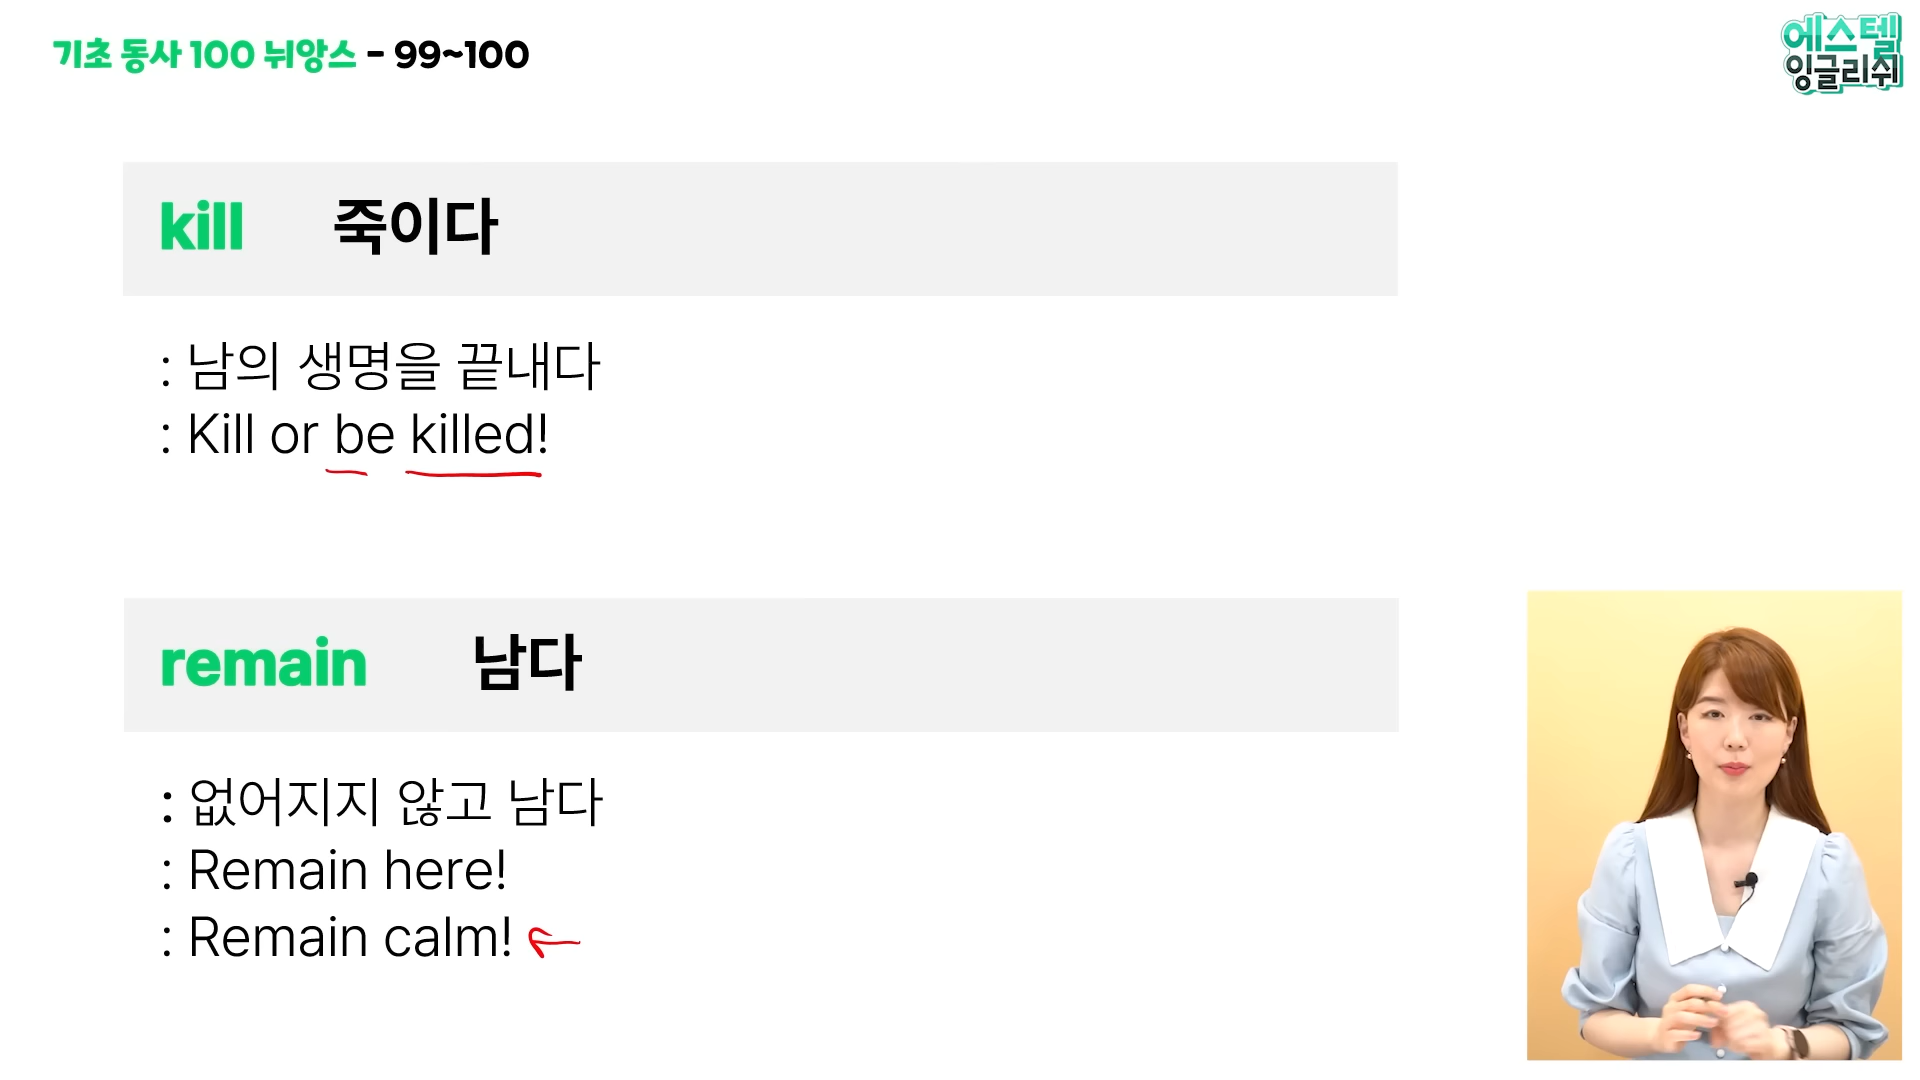 기초 동사 100 뉘앙스 - 99~100
에스텔
잉글리쉬
kill 죽이다
: 남의 생명을 끝내다
: Kill or be killed!
remain 남다
: 없어지지 않고 남다
: Remain here!
: Remain calm!